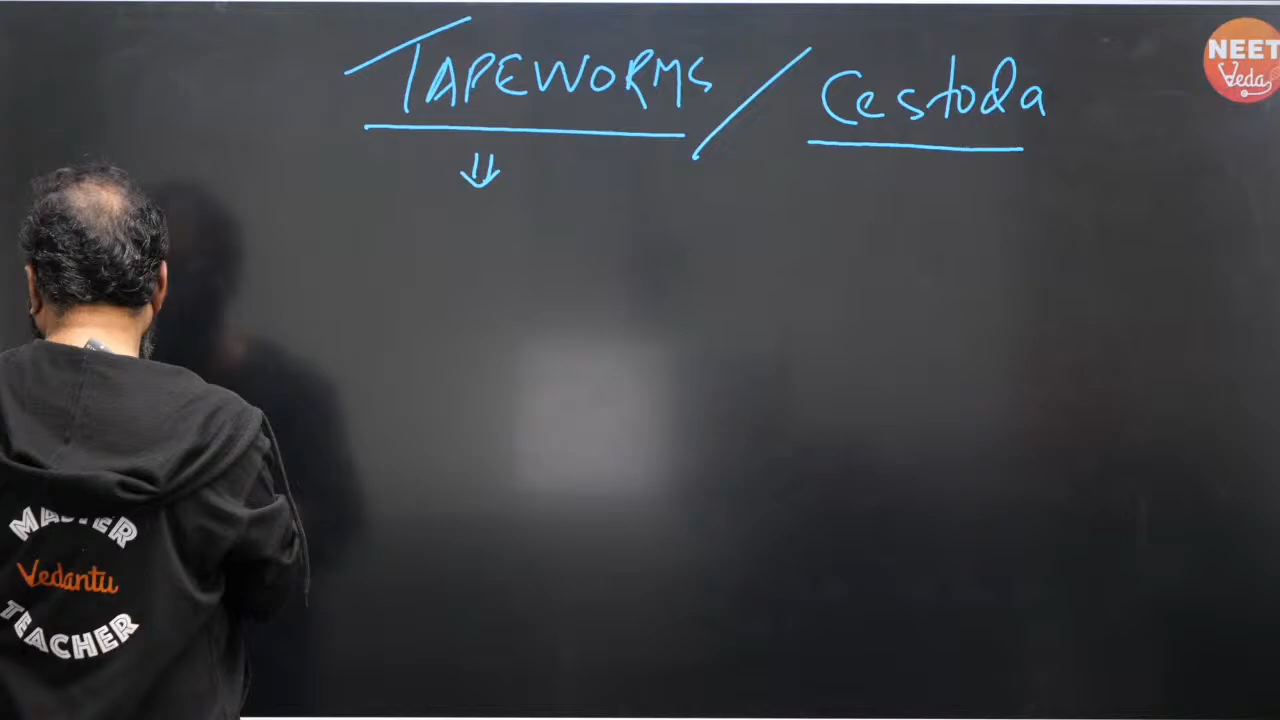 TAPEWORMS / Cestoda
NEET
Veda
MASTER
Vedantu
TEACHER